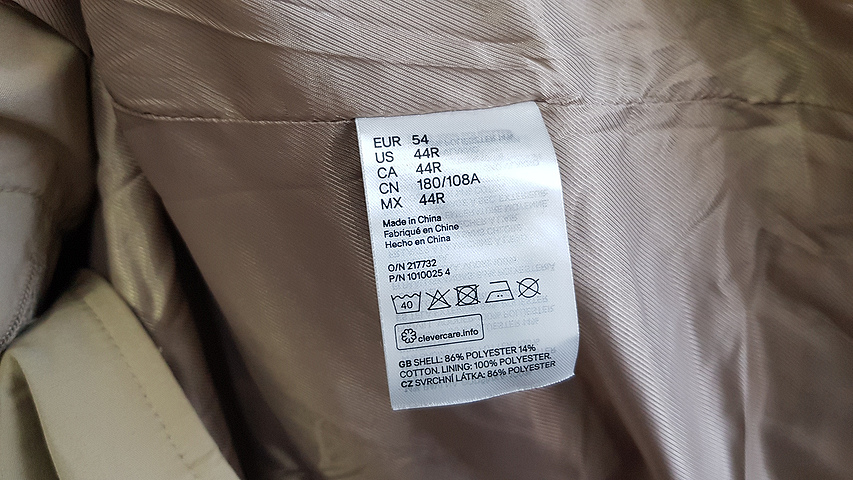 EUR 54
US 44R
CA 44R
CN 180/108A
MX 44R
Made in China
Fabriqué en Chine
Hecho en China
O/N 217732
P/N 1010025 4
40
clevercare.info
GB SHELL: 86% POLYESTER 14%
COTTON. LINING: 100% POLYESTER.
CZ SVRCHNÍ LÁTKA: 86% POLYESTER